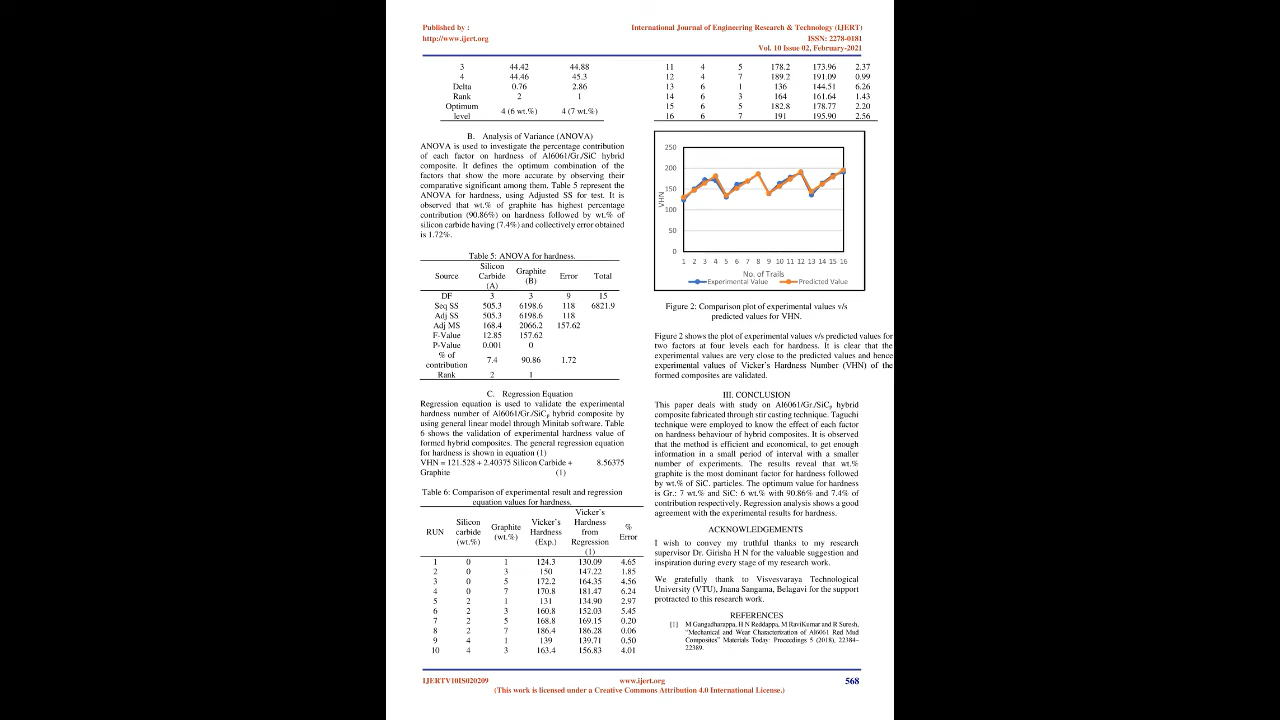 Published by :
http://www.ijert.org
International Journal of Engineering Research & Technology (IJERT)
ISSN: 2278-0181
Vol. 10 Issue 02, February-2021
3 44.42 44.88
4 44.46 45.3
Delta 0.76 2.86
Rank 2 1
Optimum
level 4 (6 wt.%) 4 (7 wt.%)
B. Analysis of Variance (ANOVA)
ANOVA is used to investigate the percentage contribution
of each factor on hardness of Al6061/Gr./SiC hybrid
composite. It defines the optimum combination of the
factors that show the more accurate by observing their
comparative significant among them. Table 5 represent the
ANOVA for hardness, using Adjusted SS for test. It is
observed that wt.% of graphite has highest percentage
contribution (90.86%) on hardness followed by wt.% of
silicon carbide having (7.4%) and collectively error obtained
is 1.72%.
Table 5: ANOVA for hardness.
Source Silicon Carbide (A) Graphite (B) Error Total
DF 3 3 9 15
Seq SS 505.3 6198.6 118 6821.9
Adj SS 505.3 6198.6 118
Adj MS 168.4 2066.2 157.62
F-Value 12.85 157.62
P-Value 0.001 0
% of
contribution 7.4 90.86 1.72
Rank 2 1
C. Regression Equation
Regression equation is used to validate the experimental
hardness number of Al6061/Gr./SiCp hybrid composite by
using general linear model through Minitab software. Table
6 shows the validation of experimental hardness value of
formed hybrid composites. The general regression equation
for hardness is shown in equation (1)
VHN = 121.528 + 2.40375 Silicon Carbide + 8.56375
Graphite (1)
Table 6: Comparison of experimental result and regression
equation values for hardness.
RUN Silicon carbide (wt.%) Graphite (wt.%) Vicker's Hardness (Exp.) Vicker's Hardness from Regression (1) % Error
1 0 1 124.3 130.09 4.65
2 0 3 150 147.22 1.85
3 0 5 172.2 164.35 4.56
4 0 7 170.8 181.47 6.24
5 2 1 131 134.90 2.97
6 2 3 160.8 152.03 5.45
7 2 5 168.8 169.15 0.20
8 2 7 186.4 186.28 0.06
9 4 1 139 139.71 0.50
10 4 3 163.4 156.83 4.01
11 4 5 178.2 173.96 2.37
12 4 7 189.2 191.09 0.99
13 6 1 136 144.51 6.26
14 6 3 164 161.64 1.43
15 6 5 182.8 178.77 2.20
16 6 7 191 195.90 2.56
250
200
150
100
50
0
VHN
1 2 3 4 5 6 7 8 9 10 11 12 13 14 15 16
No. of Trails
Experimental Value Predicted Value
Figure 2: Comparison plot of experimental values v/s
predicted values for VHN.
Figure 2 shows the plot of experimental values v/s predicted values for
two factors at four levels each for hardness. It is clear that the
experimental values are very close to the predicted values and hence
experimental values of Vicker's Hardness Number (VHN) of the
formed composites are validated.
III. CONCLUSION
This paper deals with study on Al6061/Gr./SiCp hybrid
composite fabricated through stir casting technique. Taguchi
technique were employed to know the effect of each factor
on hardness behaviour of hybrid composites. It is observed
that the method is efficient and economical, to get enough
information in a small period of interval with a smaller
number of experiments. The results reveal that wt.%
graphite is the most dominant factor for hardness followed
by wt.% of SiC. particles. The optimum value for hardness
is Gr.: 7 wt.% and SiC: 6 wt.% with 90.86% and 7.4% of
contribution respectively. Regression analysis shows a good
agreement with the experimental results for hardness.
ACKNOWLEDGEMENTS
I wish to convey my truthful thanks to my research
supervisor Dr. Girisha H N for the valuable suggestion and
inspiration during every stage of my research work.
We gratefully thank to Visvesvaraya Technological
University (VTU), Jnana Sangama, Belagavi for the support
protracted to this research work.
REFERENCES
[1] M Gangadharappa, H N Reddappa, M RaviKumar and R Suresh,
"Mechanical and Wear Characterization of Al6061 Red Mud
Composites" Materials Today: Proceedings 5 (2018), 22384–
22389.
IJERTV10IS020209
www.ijert.org
568
(This work is licensed under a Creative Commons Attribution 4.0 International License.)